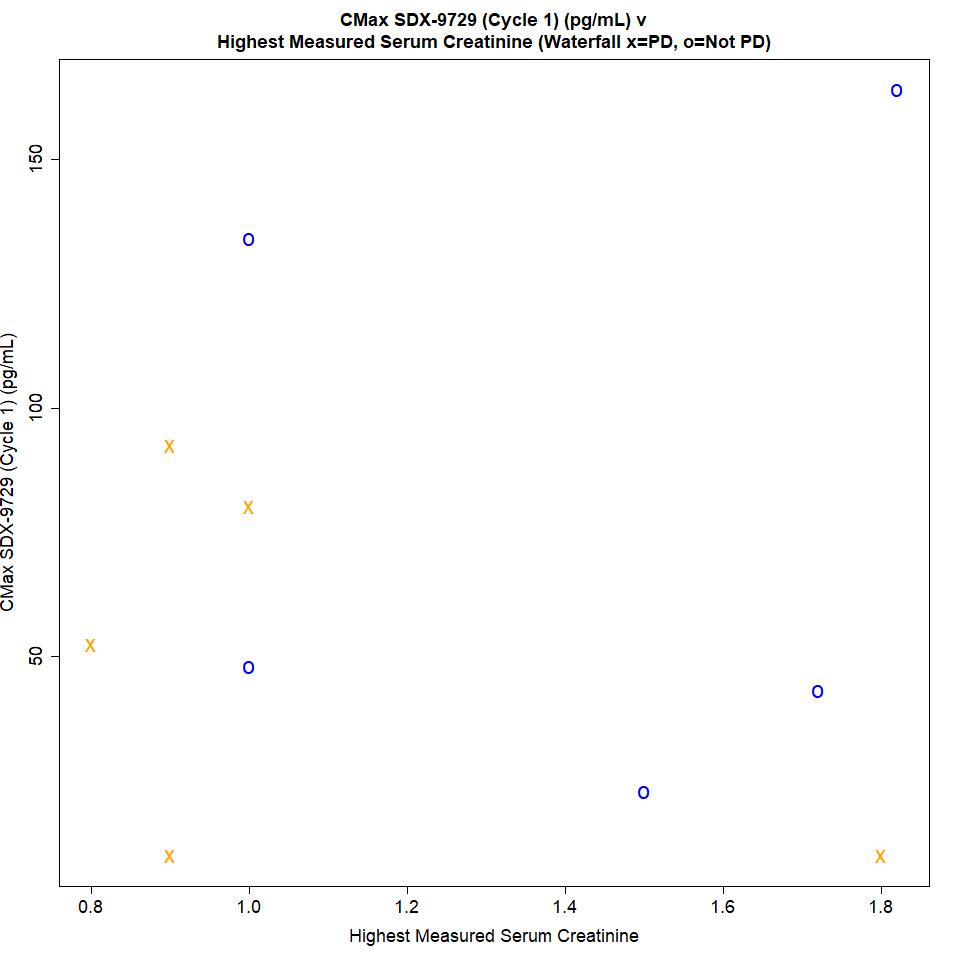 CMax SDX-9729 (Cycle 1) (pg/mL) v
Highest Measured Serum Creatinine (Waterfall x=PD, o=Not PD)
CMax SDX-9729 (Cycle 1) (pg/mL)
150
100
50
o
o
x
x
x
o
o
o
x
x
0.8 1.0 1.2 1.4 1.6 1.8
Highest Measured Serum Creatinine